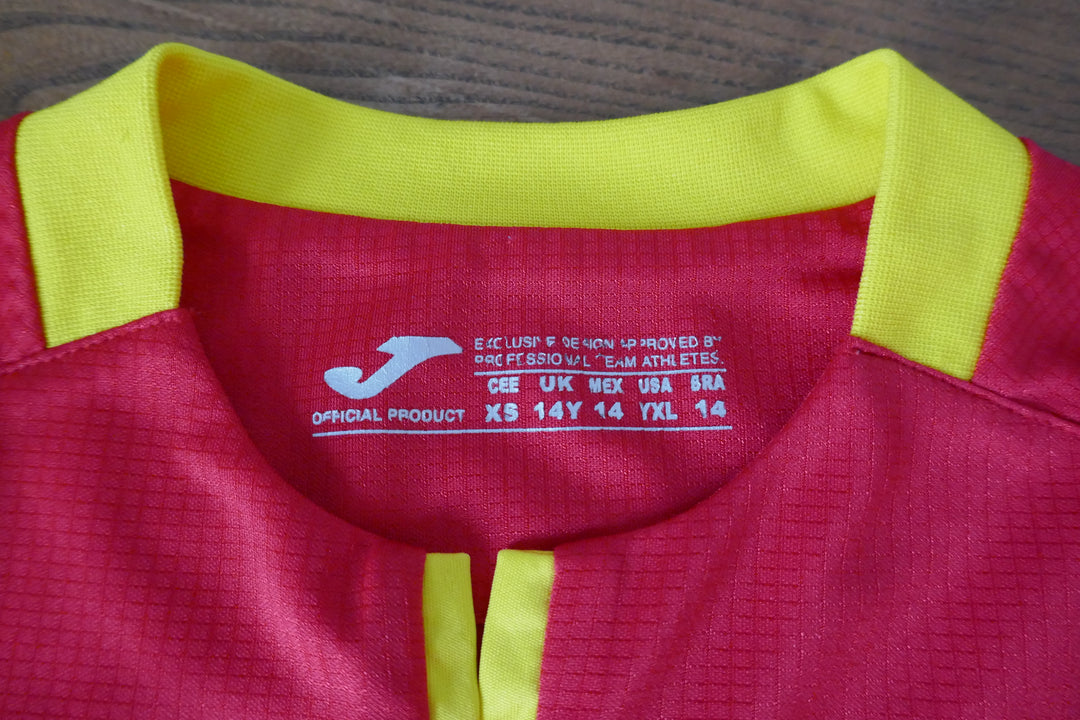 EXCLUSIVE DESIGN APPROVED BY
PROFESSIONAL TEAM ATHLETES.
OFFICIAL PRODUCT
CEE UK MEX USA BRA
XS 14Y 14 YXL 14